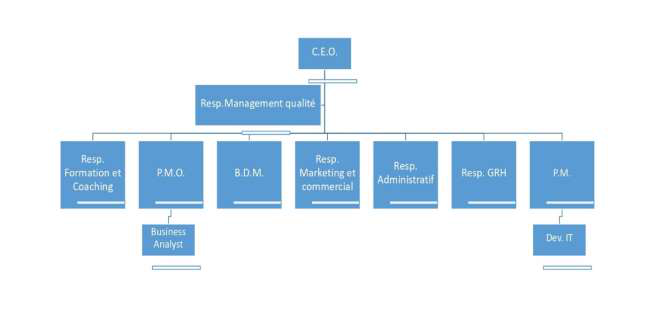 C.E.O.
Resp.Management qualité
Resp.
Formation et
Coaching
P.M.O.
B.D.M.
Resp.
Marketing et
commercial
Resp.
Administratif
Resp. GRH
P.M.
Business
Analyst
Dev. IT